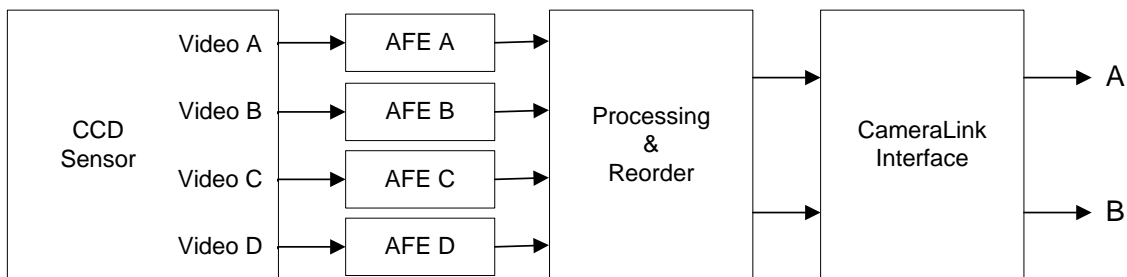 Video A
Video B
Video C
Video D
CCD
Sensor
AFE A
AFE B
AFE C
AFE D
Processing
&
Reorder
CameraLink
Interface
A
B